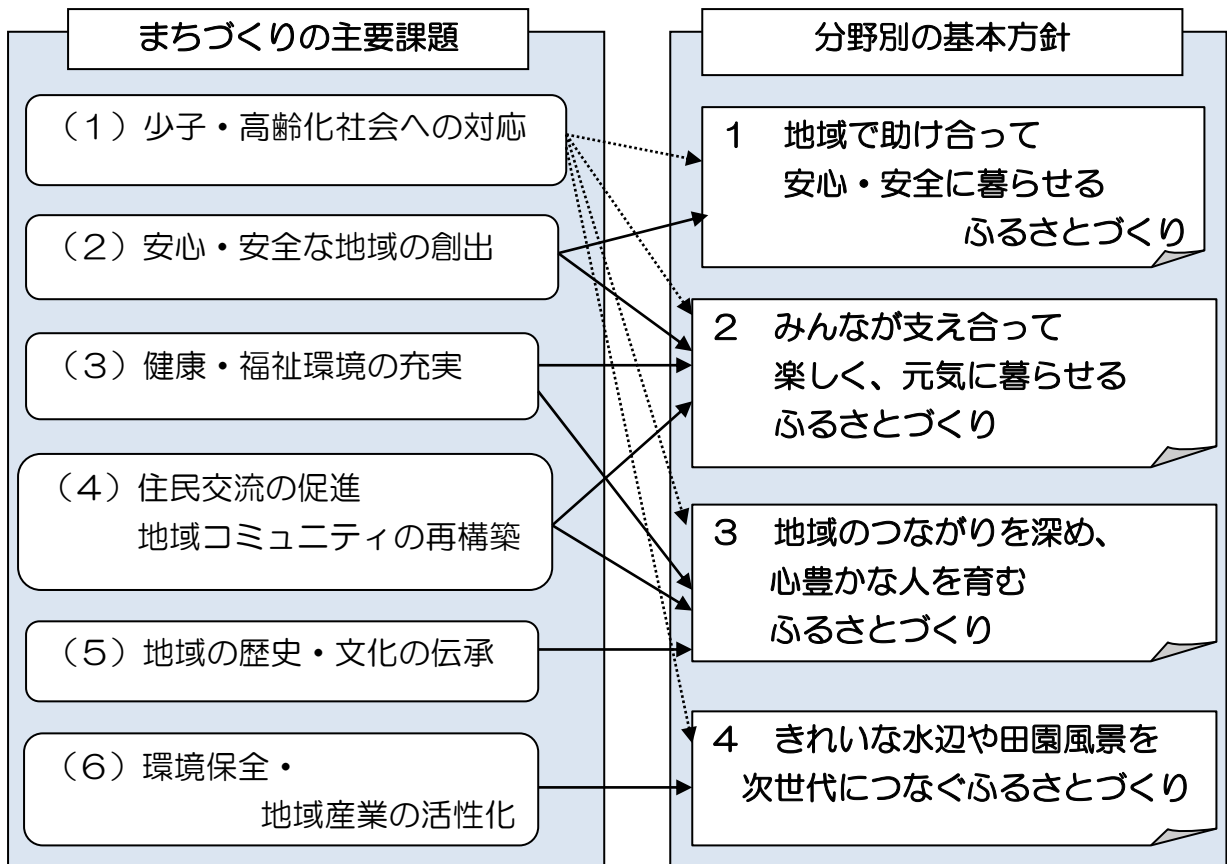 まちづくりの主要課題
（１）少子・高齢化社会への対応
（２）安心・安全な地域の創出
（３）健康・福祉環境の充実
（４）住民交流の促進
地域コミュニティの再構築
（５）地域の歴史・文化の伝承
（６）環境保全・
地域産業の活性化
分野別の基本方針
１　地域で助け合って
安心・安全に暮らせる
ふるさとづくり
２　みんなが支え合って
楽しく、元気に暮らせる
ふるさとづくり
３　地域のつながりを深め、
心豊かな人を育む
ふるさとづくり
４　きれいな水辺や田園風景を
次世代につなぐふるさとづくり